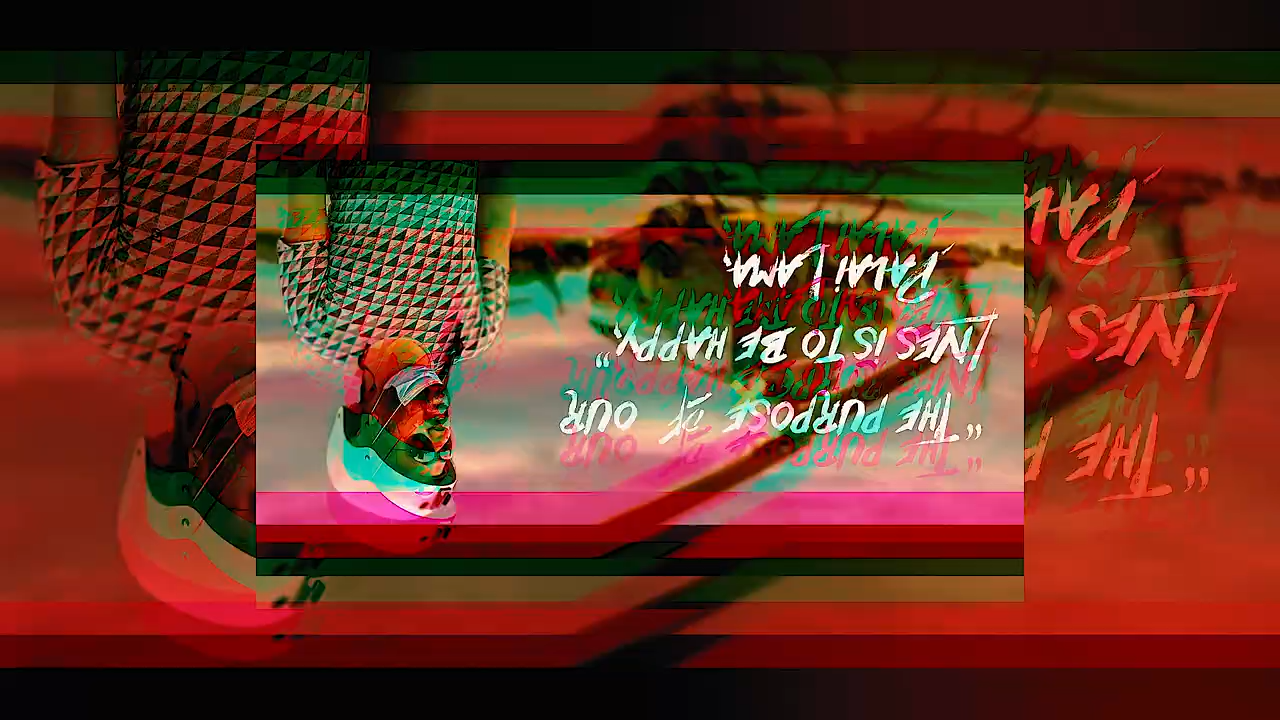 “THE PURPOSE OF OUR
LIVES IS TO BE HAPPY.”
DALAI LAMA.